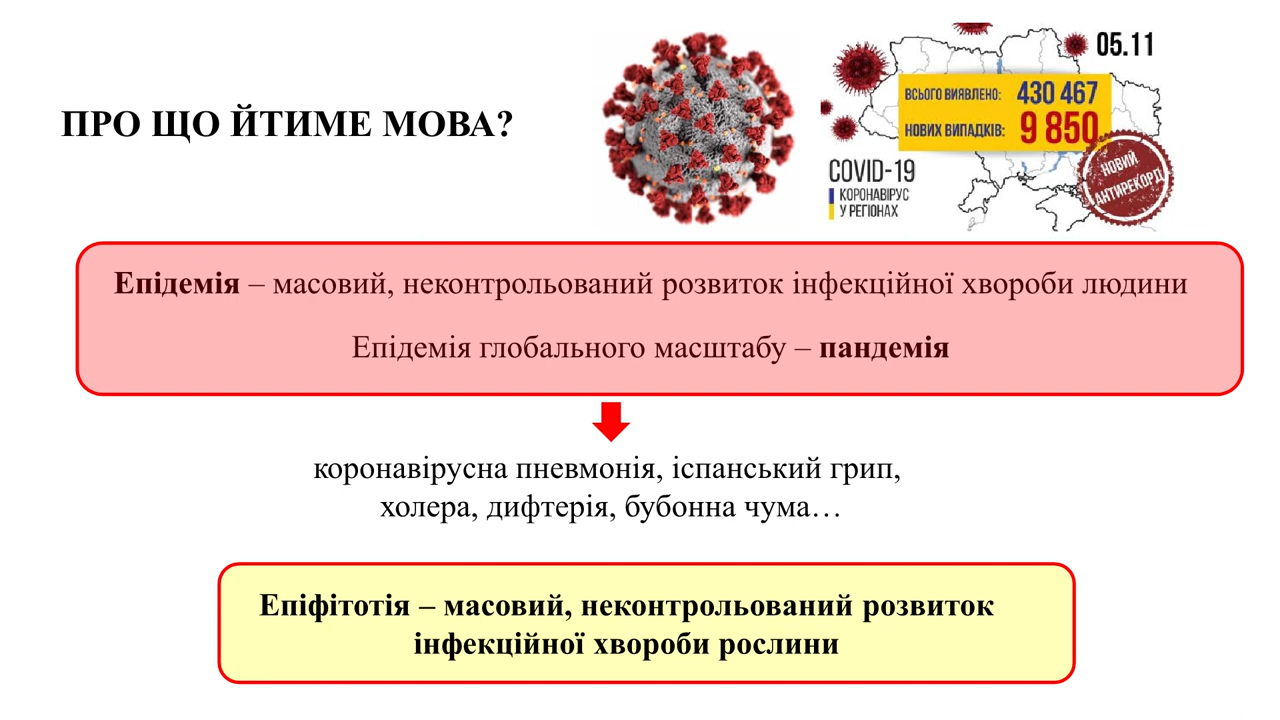 ПРО ЩО ЙТИМЕ МОВА?
05.11
ВСЬОГО ВИЯВЛЕНО: 430 467
НОВИХ ВИПАДКІВ: 9 850
НОВИЙ
АНТИРЕКОРД
COVID-19
КОРОНАВІРУС
У РЕГІОНАХ
Епідемія – масовий, неконтрольований розвиток інфекційної хвороби людини
Епідемія глобального масштабу – пандемія
коронавірусна пневмонія, іспанський грип,
холера, дифтерія, бубонна чума…
Епіфітотія – масовий, неконтрольований розвиток
інфекційної хвороби рослини